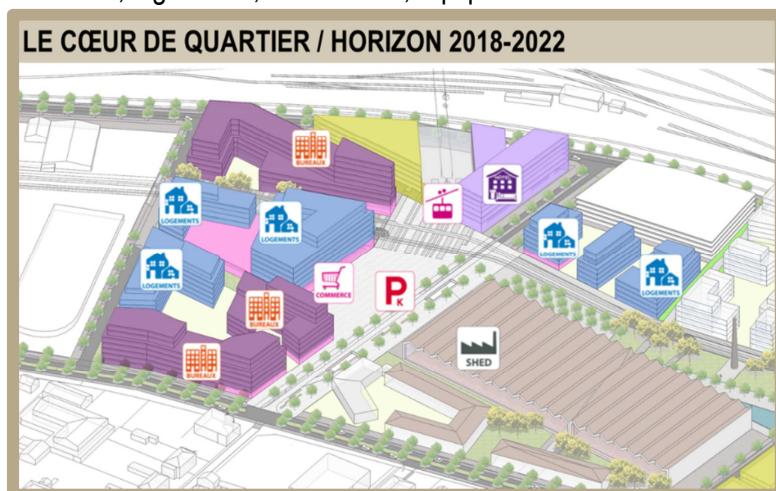 LE CŒUR DE QUARTIER / HORIZON 2018-2022
BUREAUX
LOGEMENTS
LOGEMENTS
LOGEMENTS
LOGEMENTS
LOGEMENTS
COMMERCE
P
K
BUREAUX
SHED
BUREAUX